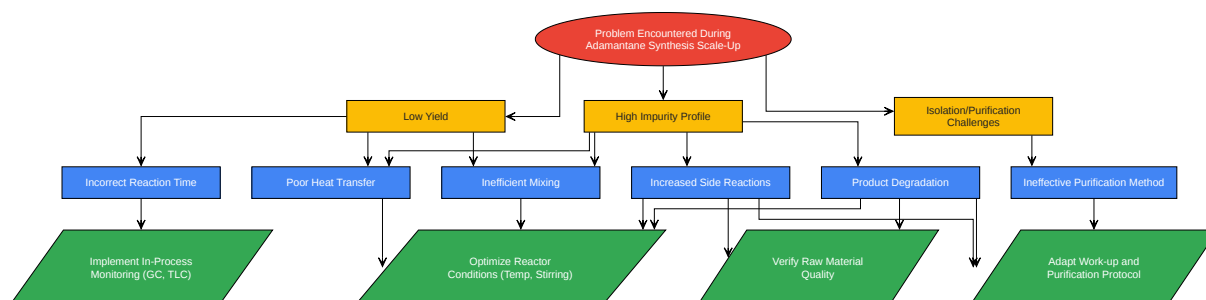 Problem Encountered During
Adamantane Synthesis Scale-Up
Low Yield
High Impurity Profile
Isolation/Purification
Challenges
Incorrect Reaction Time
Poor Heat Transfer
Inefficient Mixing
Increased Side Reactions
Product Degradation
Ineffective Purification Method
Implement In-Process
Monitoring (GC, TLC)
Optimize Reactor
Conditions (Temp, Stirring)
Verify Raw Material
Quality
Adapt Work-up and
Purification Protocol